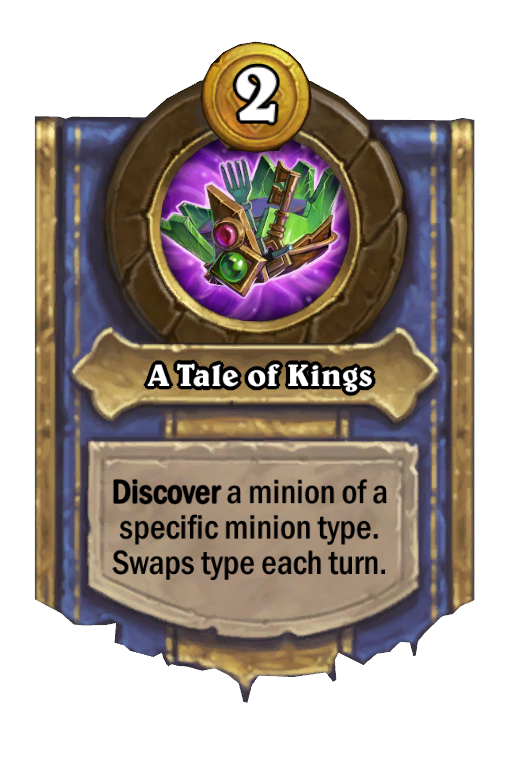 2
A Tale of Kings
Discover a minion of a
specific minion type.
Swaps type each turn.